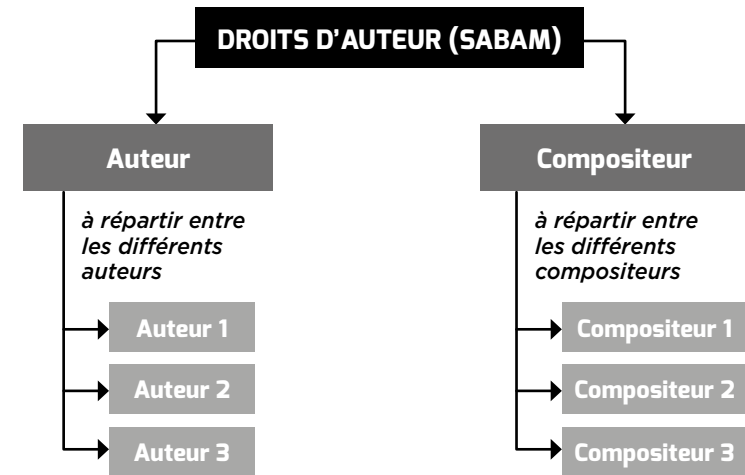 DROITS D'AUTEUR (SABAM)
Auteur
à répartir entre
les différents
auteurs
Auteur 1
Auteur 2
Auteur 3
Compositeur
à répartir entre
les différents
compositeurs
Compositeur 1
Compositeur 2
Compositeur 3